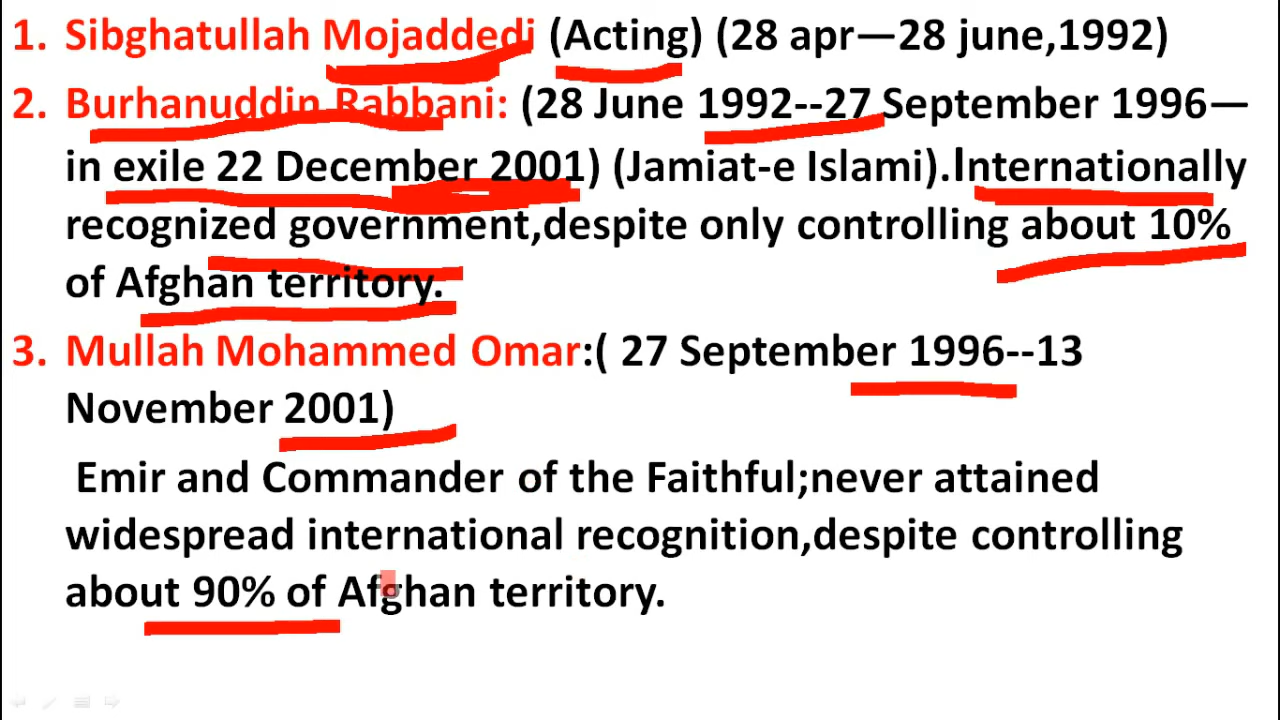 1. Sibghatullah Mojaddedi (Acting) (28 apr—28 june,1992)
2. Burhanuddin Rabbani: (28 June 1992--27 September 1996—
in exile 22 December 2001) (Jamiat-e Islami).Internationally
recognized government,despite only controlling about 10%
of Afghan territory.
3. Mullah Mohammed Omar:( 27 September 1996--13
November 2001)
Emir and Commander of the Faithful;never attained
widespread international recognition,despite controlling
about 90% of Afghan territory.